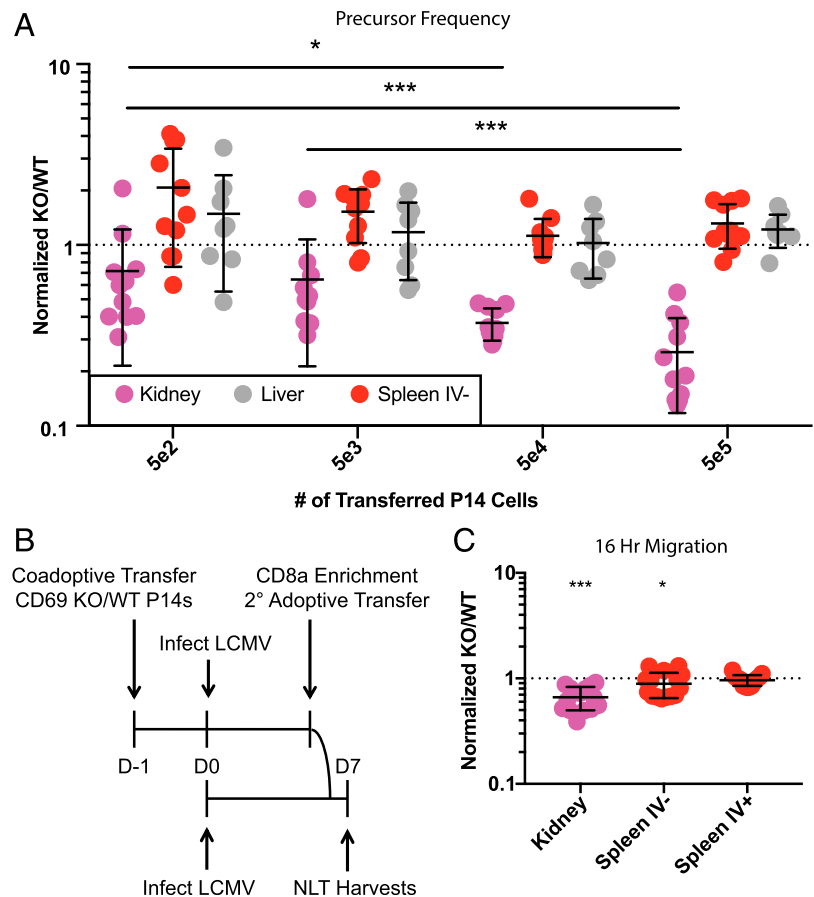 A
Precursor Frequency
*
***
***
10
1
0.1
Normalized KO/WT
Kidney Liver Spleen IV-
5e2 5e3 5e4 5e5
# of Transferred P14 Cells
B
Coadoptive Transfer
CD69 KO/WT P14s
CD8a Enrichment
2° Adoptive Transfer
Infect LCMV
D-1 D0 D7
Infect LCMV NLT Harvests
C
16 Hr Migration
*** *
10
1
0.1
Normalized KO/WT
Kidney Spleen IV- Spleen IV+